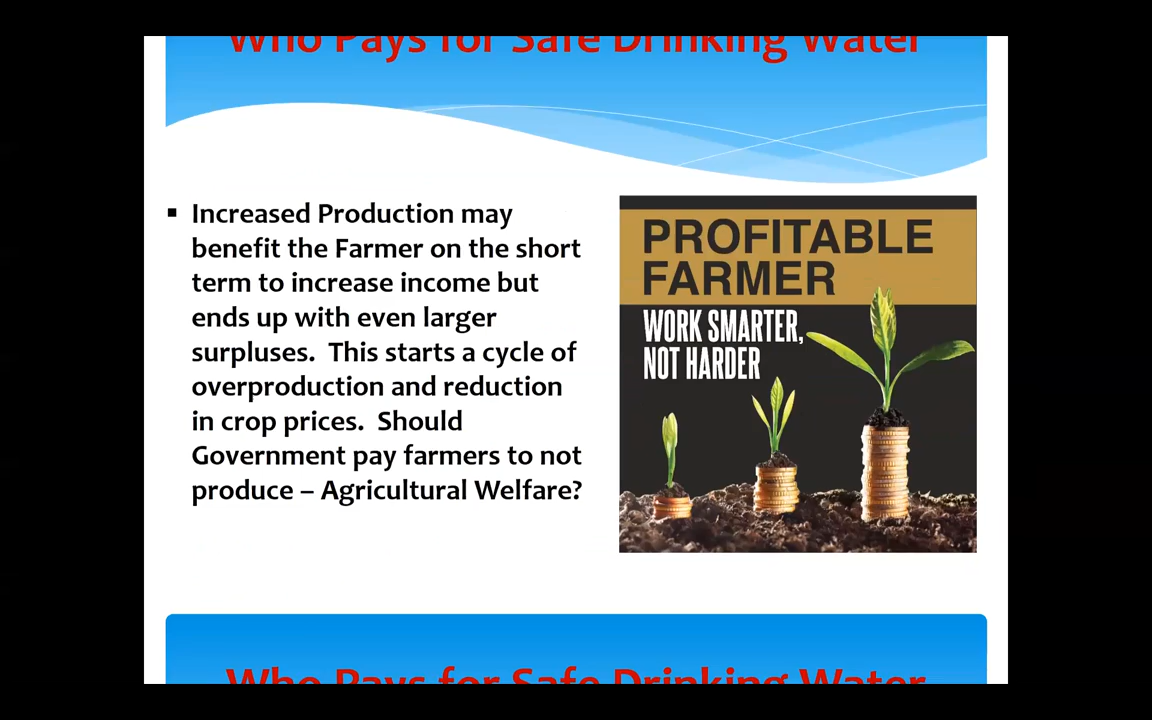 Who Pays for Safe Drinking Water
▪ Increased Production may
benefit the Farmer on the short
term to increase income but
ends up with even larger
surpluses.  This starts a cycle of
overproduction and reduction
in crop prices.  Should
Government pay farmers to not
produce – Agricultural Welfare?
PROFITABLE
FARMER
WORK SMARTER,
NOT HARDER
Who Pays for Safe Drinking Water